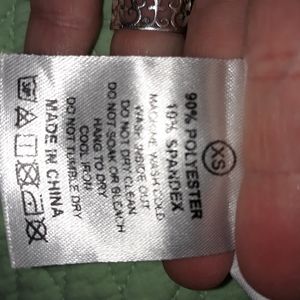 XS
90% POLYESTER
10% SPANDEX
MACHINE WASH COLD
WASH INSIDE OUT
DO NOT DRY CLEAN
DO NOT SOAK OR BLEACH
HANG TO DRY
COOL IRON
DO NOT TUMBLE DRY
MADE IN CHINA